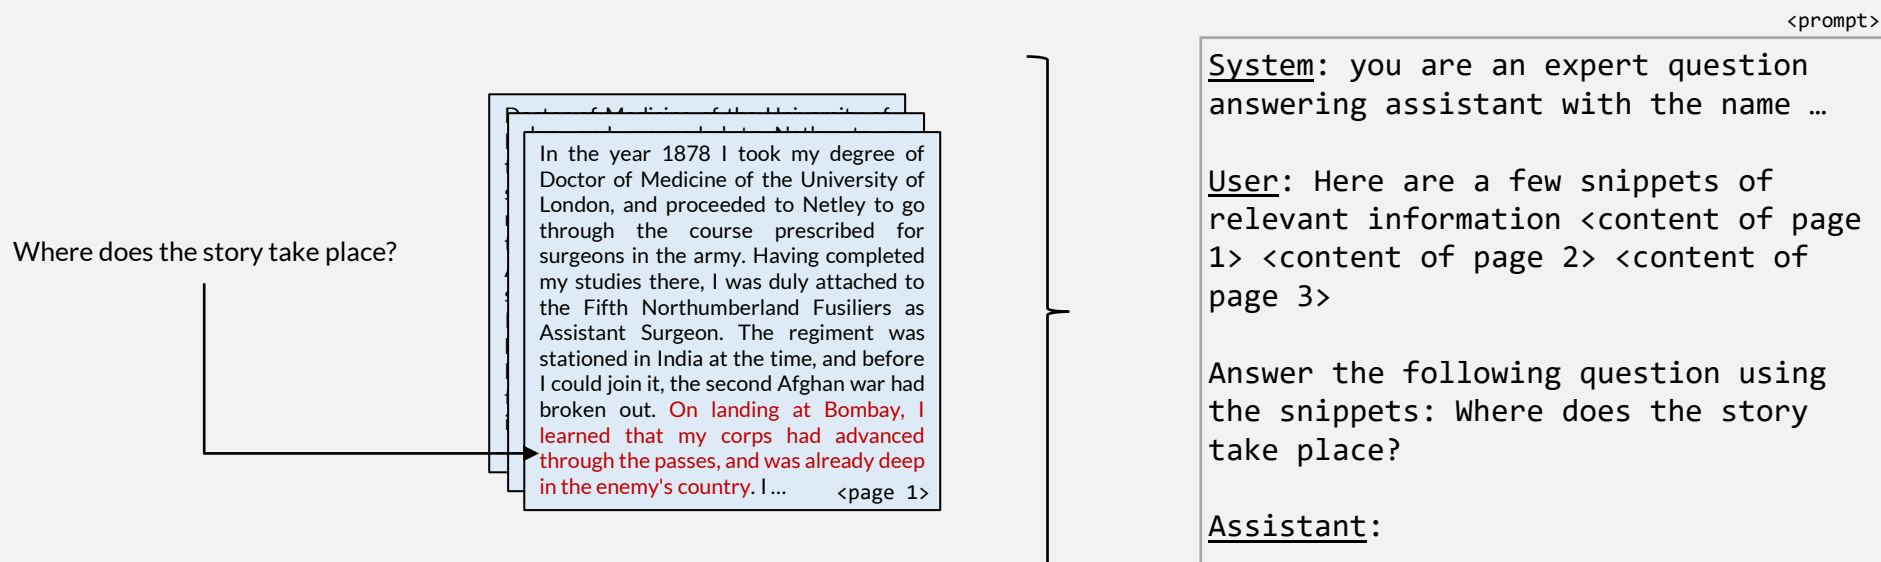 <prompt>
Where does the story take place?
Doctor of Medicine of the University of
In the year 1878 I took my degree of
Doctor of Medicine of the University of
London, and proceeded to Netley to go
through the course prescribed for
surgeons in the army. Having completed
my studies there, I was duly attached to
the Fifth Northumberland Fusiliers as
Assistant Surgeon. The regiment was
stationed in India at the time, and before
I could join it, the second Afghan war had
broken out. On landing at Bombay, I
learned that my corps had advanced
through the passes, and was already deep
in the enemy's country. I ...
<page 1>
System: you are an expert question
answering assistant with the name …
User: Here are a few snippets of
relevant information <content of page
1> <content of page 2> <content of
page 3>
Answer the following question using
the snippets: Where does the story
take place?
Assistant: